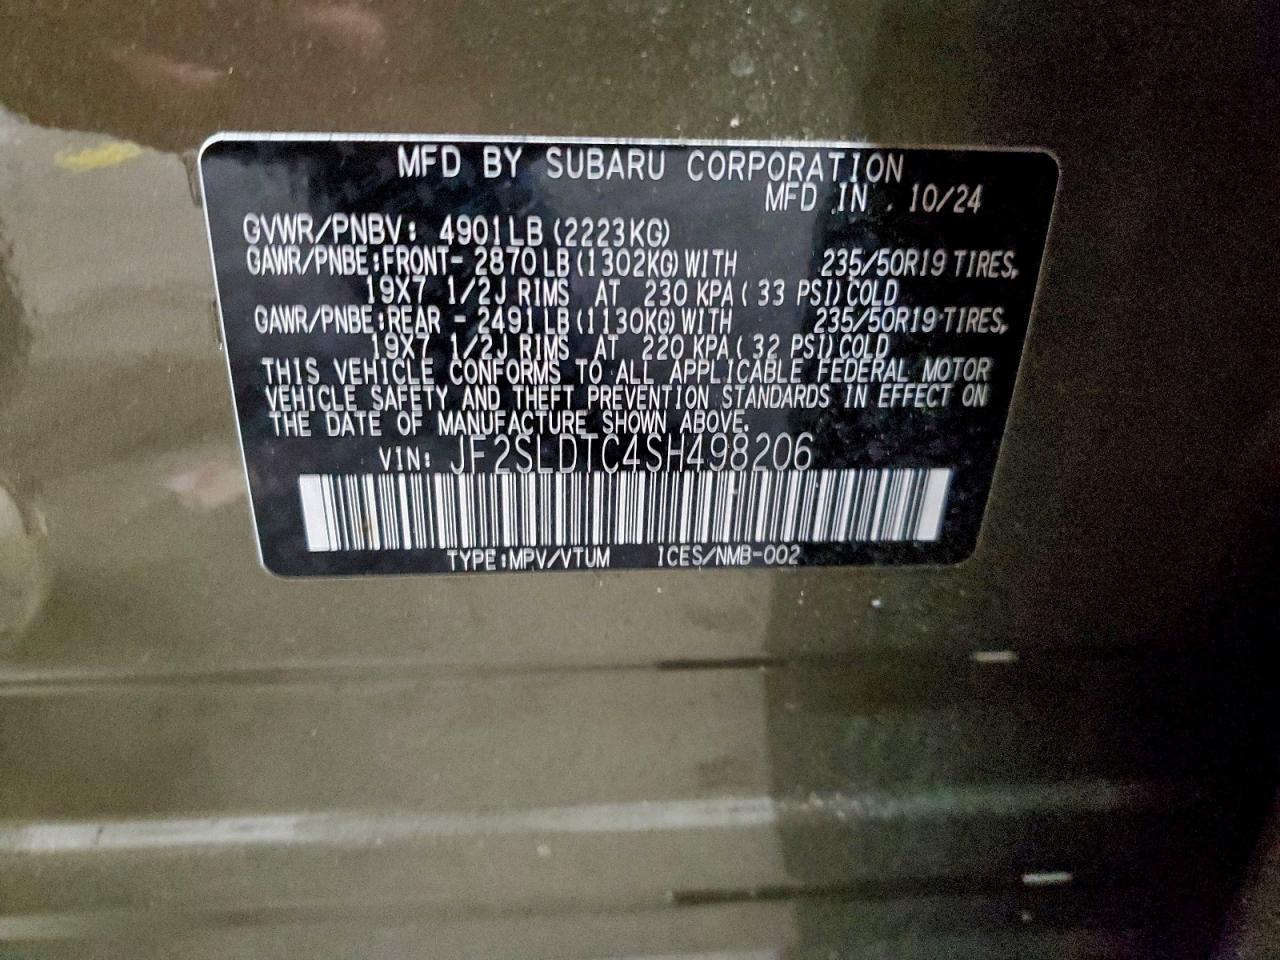 MFD BY SUBARU CORPORATION
MFD IN . 10/24
GVWR/PNBV: 4901LB (2223KG)
GAWR/PNBE:FRONT- 2870 LB (1302KG) WITH 235/50R19 TIRES,
19X7 1/2J RIMS AT 230 KPA ( 33 PSI) COLD
GAWR/PNBE:REAR - 2491 LB (1130KG) WITH 235/50R19 TIRES,
19X7 1/2J RIMS AT 220 KPA ( 32 PSI) COLD
THIS VEHICLE CONFORMS TO ALL APPLICABLE FEDERAL MOTOR
VEHICLE SAFETY AND THEFT PREVENTION STANDARDS IN EFFECT ON
THE DATE OF MANUFACTURE SHOWN ABOVE.
VIN: JF2SLDTC4SH498206
TYPE:MPV/VTUM ICES/NMB-002